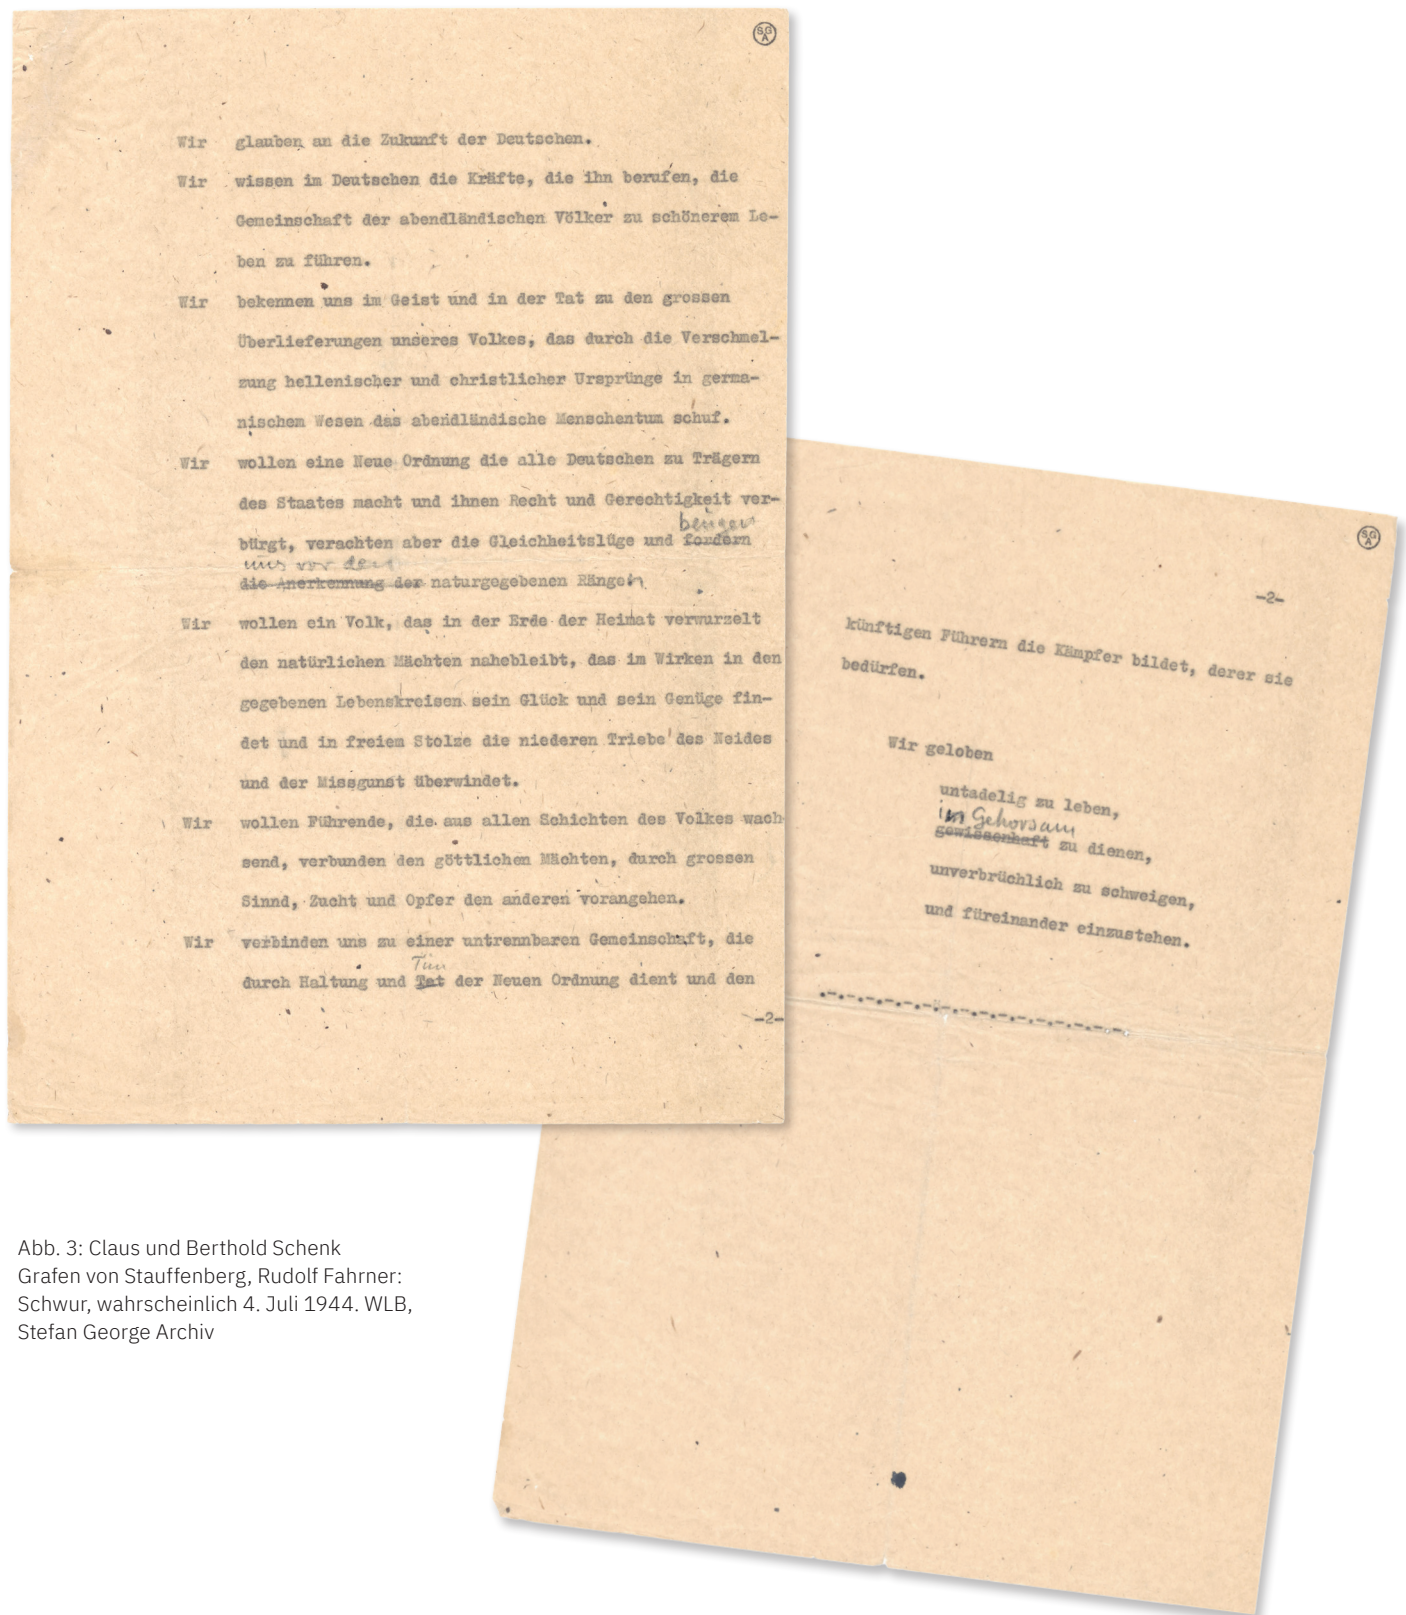 SGA
Wir glauben an die Zukunft der Deutschen.
Wir wissen im Deutschen die Kräfte, die ihn berufen, die
Gemeinschaft der abendländischen Völker zu schönerem Le-
ben zu führen.
Wir bekennen uns im Geist und in der Tat zu den grossen
Überlieferungen unseres Volkes, das durch die Verschmel-
zung hellenischer und christlicher Ursprünge in germa-
nischem Wesen das abendländische Menschentum schuf.
Wir wollen eine Neue Ordnung die alle Deutschen zu Trägern
des Staates macht und ihnen Recht und Gerechtigkeit ver-
beugen
bürgt, verachten aber die Gleichheitslüge und fordern
uns vor den
die Anerkennung der naturgegebenen Rängen
Wir wollen ein Volk, das in der Erde der Heimat verwurzelt
den natürlichen Mächten nahebleibt, das im Wirken in den
gegebenen Lebenskreisen sein Glück und sein Genüge fin-
det und in freiem Stolze die niederen Triebe des Neides
und der Missgunst überwindet.
Wir wollen Führende, die aus allen Schichten des Volkes wach
send, verbunden den göttlichen Mächten, durch grossen
Sinnd, Zucht und Opfer den anderen vorangehen.
Wir verbinden uns zu einer untrennbaren Gemeinschaft, die
Tun
durch Haltung und Tat der Neuen Ordnung dient und den
-2-
SGA
-2-
künftigen Führern die Kämpfer bildet, derer sie
bedürfen.
Wir geloben
untadelig zu leben,
im Gehorsam
gewissenhaft zu dienen,
unverbrüchlich zu schweigen,
und füreinander einzustehen.
.-.-.-.-.-.-.-.-.-.-.-.-.-.-.-.-.-.-.-.
Abb. 3: Claus und Berthold Schenk
Grafen von Stauffenberg, Rudolf Fahrner:
Schwur, wahrscheinlich 4. Juli 1944. WLB,
Stefan George Archiv